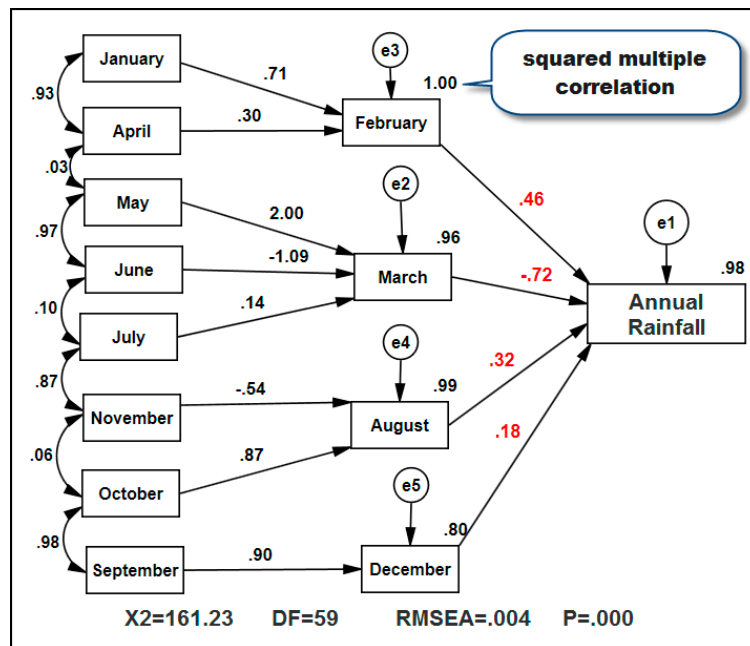 January
e3
squared multiple
correlation
.71
1.00
.93
.30
February
April
.03
e2
.46
May
2.00
e1
.97
.96
-1.09
June
March
-.72
.98
.14
Annual
Rainfall
.10
July
e4
.32
.87
-.54
.99
November
August
.18
.06
.87
October
e5
.80
.98
.90
September
December
X2=161.23 DF=59 RMSEA=.004 P=.000